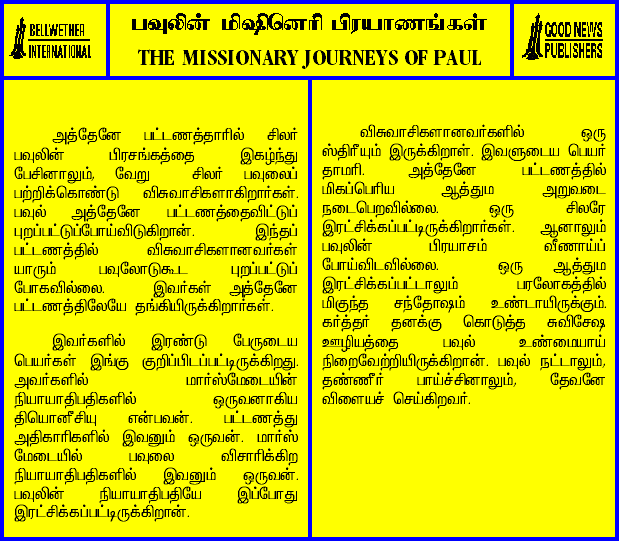 BELLWETHER
INTERNATIONAL
பவுலின் மிஷினெரி பிரயாணங்கள்
THE MISSIONARY JOURNEYS OF PAUL
GOOD NEWS
PUBLISHERS
அத்தேனே பட்டணத்தாரில் சிலர்
பவுலின் பிரசங்கத்தை இகழ்ந்து
பேசினாலும், வேறு சிலர் பவுலைப்
பற்றிக்கொண்டு விசுவாசிகளாகிறார்கள்.
பவுல் அத்தேனே பட்டணத்தைவிட்டுப்
புறப்பட்டுப்போய்விடுகிறான். இந்தப்
பட்டணத்தில் விசுவாசிகளானவர்கள்
யாரும் பவுலோடுகூட புறப்பட்டுப்
போகவில்லை. இவர்கள் அத்தேனே
பட்டணத்திலேயே தங்கியிருக்கிறார்கள்.
இவர்களில் இரண்டு பேருடைய
பெயர்கள் இங்கு குறிப்பிடப்பட்டிருக்கிறது.
அவர்களில் மார்ஸ்மேடையின்
நியாயாதிபதிகளில் ஒருவனாகிய
தியொனீசியு என்பவன். பட்டணத்து
அதிகாரிகளில் இவனும் ஒருவன். மார்ஸ்
மேடையில் பவுலை விசாரிக்கிற
நியாயாதிபதிகளில் இவனும் ஒருவன்.
பவுலின் நியாயாதிபதியே இப்போது
இரட்சிக்கப்பட்டிருக்கிறான்.
விசுவாசிகளானவர்களில் ஒரு
ஸ்திரீயும் இருக்கிறாள். இவளுடைய பெயர்
தாமரி. அத்தேனே பட்டணத்தில்
மிகப்பெரிய ஆத்தும அறுவடை
நடைபெறவில்லை. ஒரு சிலரே
இரட்சிக்கப்பட்டிருக்கிறார்கள். ஆனாலும்
பவுலின் பிரயாசம் வீணாய்ப்
போய்விடவில்லை. ஒரு ஆத்தும
இரட்சிக்கப்பட்டாலும் பரலோகத்தில்
மிகுந்த சந்தோஷம் உண்டாயிருக்கும்.
கர்த்தர் தனக்கு கொடுத்த சுவிசேஷ
ஊழியத்தை பவுல் உண்மையாய்
நிறைவேற்றியிருக்கிறான். பவுல் நட்டாலும்,
தண்ணீர் பாய்ச்சினாலும், தேவனே
விளையச் செய்கிறவர்.